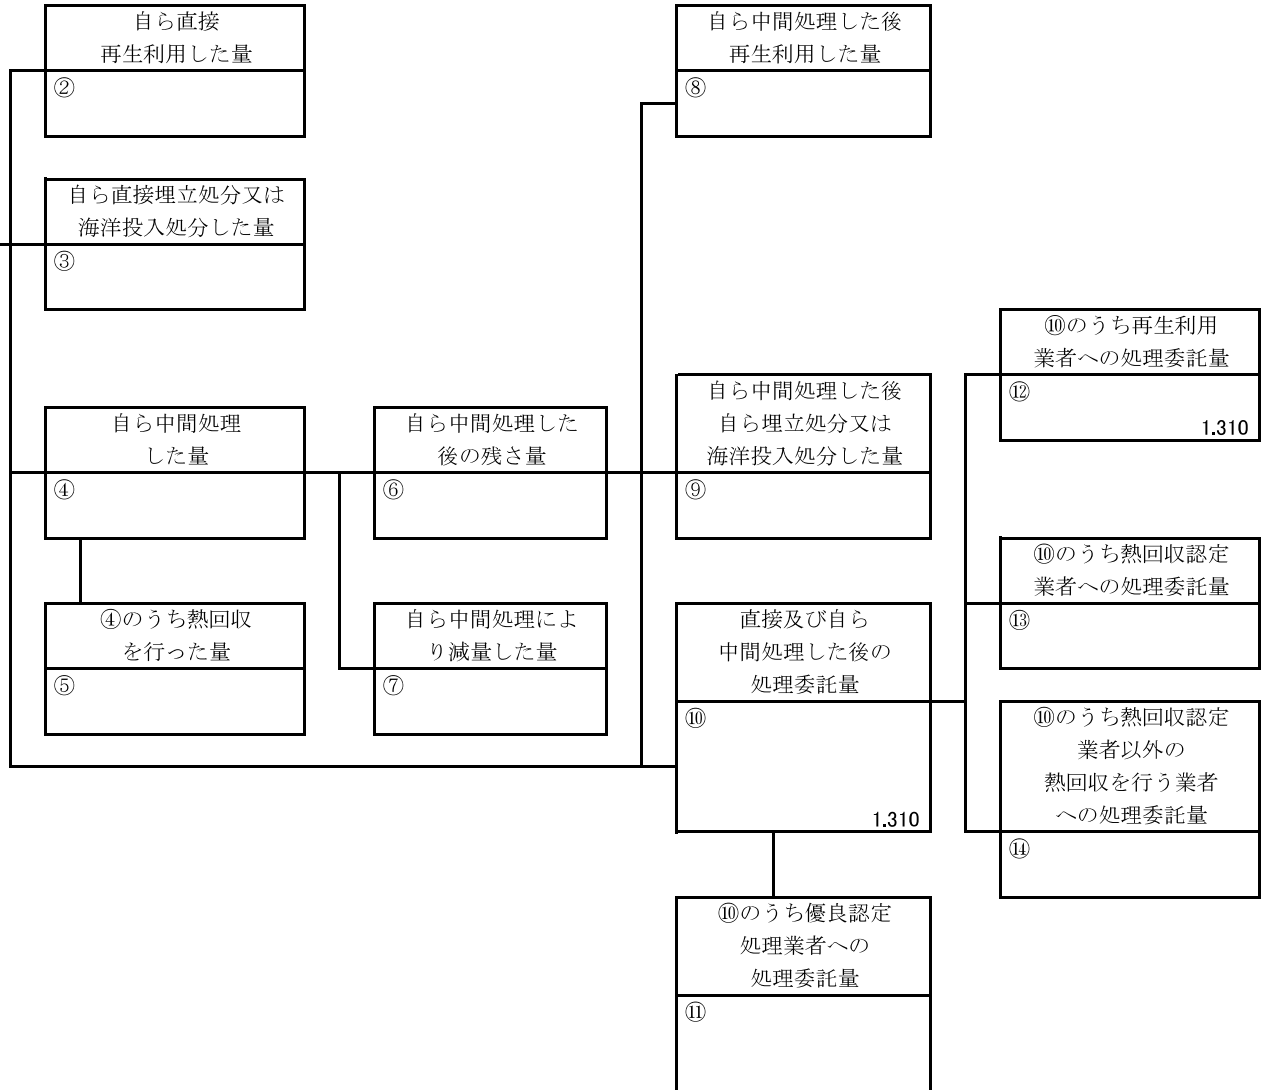 自ら直接
再生利用した量
②
自ら中間処理した後
再生利用した量
⑧
自ら直接埋立処分又は
海洋投入処分した量
③
⑩のうち再生利用
業者への処理委託量
⑫
1.310
自ら中間処理
した量
④
自ら中間処理した
後の残さ量
⑥
自ら中間処理した後
自ら埋立処分又は
海洋投入処分した量
⑨
⑩のうち熱回収認定
業者への処理委託量
⑬
④のうち熱回収
を行った量
⑤
自ら中間処理によ
り減量した量
⑦
直接及び自ら
中間処理した後の
処理委託量
⑩
1.310
⑩のうち熱回収認定
業者以外の
熱回収を行う業者
への処理委託量
⑭
⑩のうち優良認定
処理業者への
処理委託量
⑪